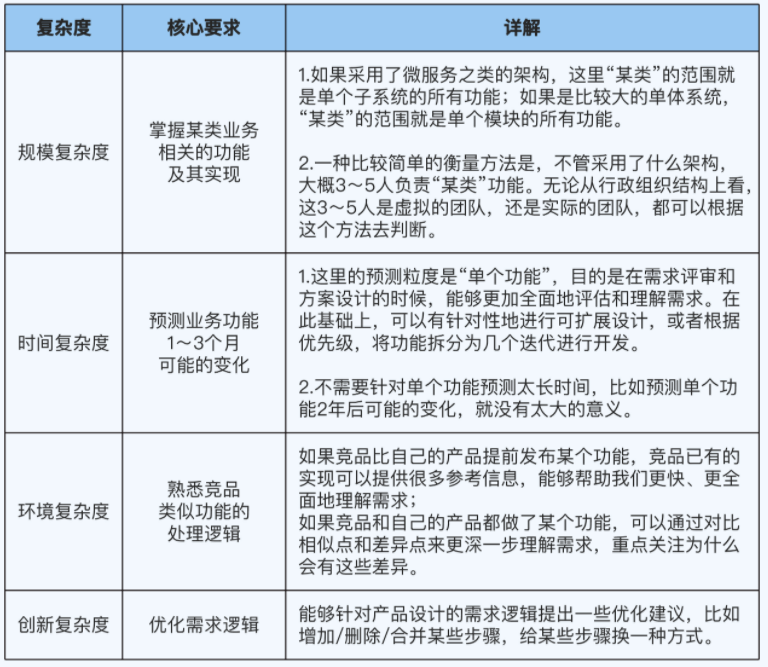 复杂度
核心要求
详解
规模复杂度
掌握某类业务
相关的功能
及其实现
1.如果采用了微服务之类的架构，这里“某类”的范围就
是单个子系统的所有功能；如果是比较大的单体系统，
“某类”的范围就是单个模块的所有功能。
2.一种比较简单的衡量方法是，不管采用了什么架构，
大概3～5人负责“某类”功能。无论从行政组织结构上看，
这3～5人是虚拟的团队，还是实际的团队，都可以根据
这个方法去判断。
时间复杂度
预测业务功能
1～3个月
可能的变化
1.这里的预测粒度是“单个功能”，目的是在需求评审和
方案设计的时候，能够更加全面地评估和理解需求。在
此基础上，可以有针对性地进行可扩展设计，或者根据
优先级，将功能拆分为几个迭代进行开发。
2.不需要针对单个功能预测太长时间，比如预测单个功
能2年后可能的变化，就没有太大的意义。
环境复杂度
熟悉竞品
类似功能的
处理逻辑
如果竞品比自己的产品提前发布某个功能，竞品已有的
实现可以提供很多参考信息，能够帮助我们更快、更全
面地理解需求；
如果竞品和自己的产品都做了某个功能，可以通过对比
相似点和差异点来更深一步理解需求，重点关注为什么
会有这些差异。
创新复杂度
优化需求逻辑
能够针对产品设计的需求逻辑提出一些优化建议，比如
增加/删除/合并某些步骤，给某些步骤换一种方式。